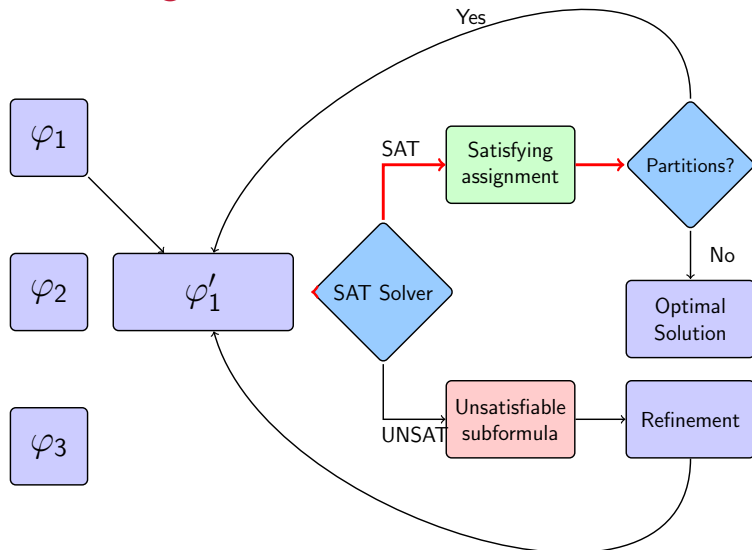 Yes
φ1
SAT
Satisfying
assignment
Partitions?
No
φ2
φ′1
SAT Solver
Optimal
Solution
φ3
UNSAT
Unsatisfiable
subformula
Refinement